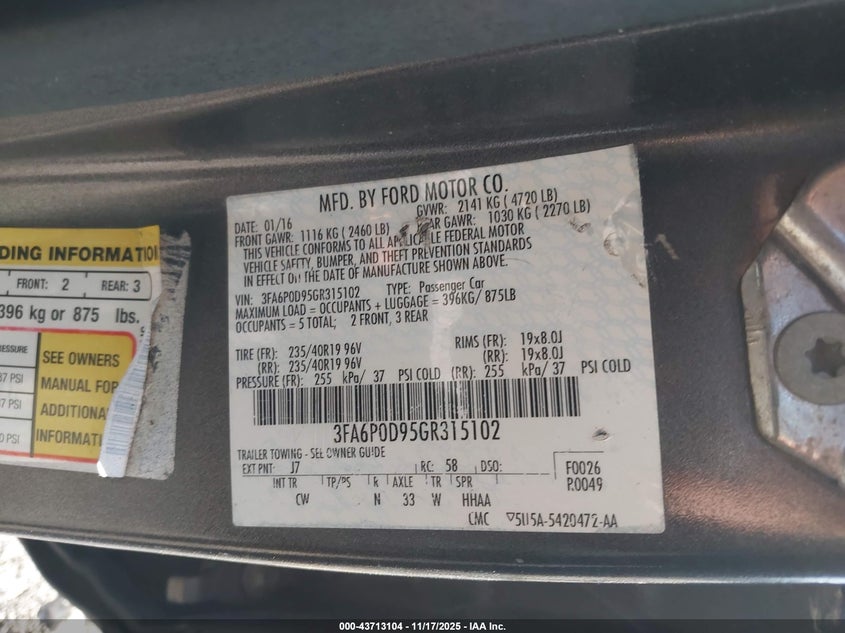 MFD. BY FORD MOTOR CO.
DATE: 01/16 GVWR: 2141 KG ( 4720 LB)
FRONT GAWR: 1116 KG ( 2460 LB) GAWR: 1030 KG ( 2270 LB)
THIS VEHICLE CONFORMS TO ALL FEDERAL MOTOR
VEHICLE SAFETY, BUMPER, AND THEFT PREVENTION STANDARDS
IN EFFECT ON THE DATE OF MANUFACTURE SHOWN ABOVE.
VIN: 3FA6P0D95GR315102 TYPE: Passenger Car
MAXIMUM LOAD = OCCUPANTS + LUGGAGE = 396KG/ 875LB
OCCUPANTS = 5 TOTAL; 2 FRONT, 3 REAR
TIRE (FR): 235/40R19 96V RIMS (FR): 19x8.0J
(RR): 235/40R19 96V (RR): 19x8.0J
PRESSURE (FR): 255 kPa/ 37 PSI COLD (RR): 255 kPa/ 37 PSI COLD
3FA6P0D95GR315102
TRAILER TOWING - SEE OWNER GUIDE
EXT PNT: J7 RC: 58 DSO: F0026
INT TR TP/PS R AXLE TR SPR P.0049
CW N 33 W HHAA
CMC 5U5A-5420472-AA
DING INFORMATION
FRONT: 2 REAR: 3
396 kg or 875 lbs.
SEE OWNERS
MANUAL FOR
ADDITIONAL
INFORMATION
000-43713104 - 11/17/2025 - IAA Inc.